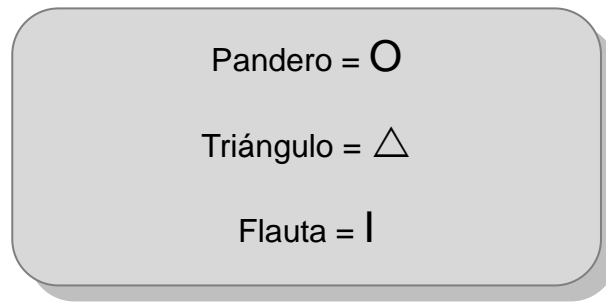 Pandero = O
Triángulo = △
Flauta = I